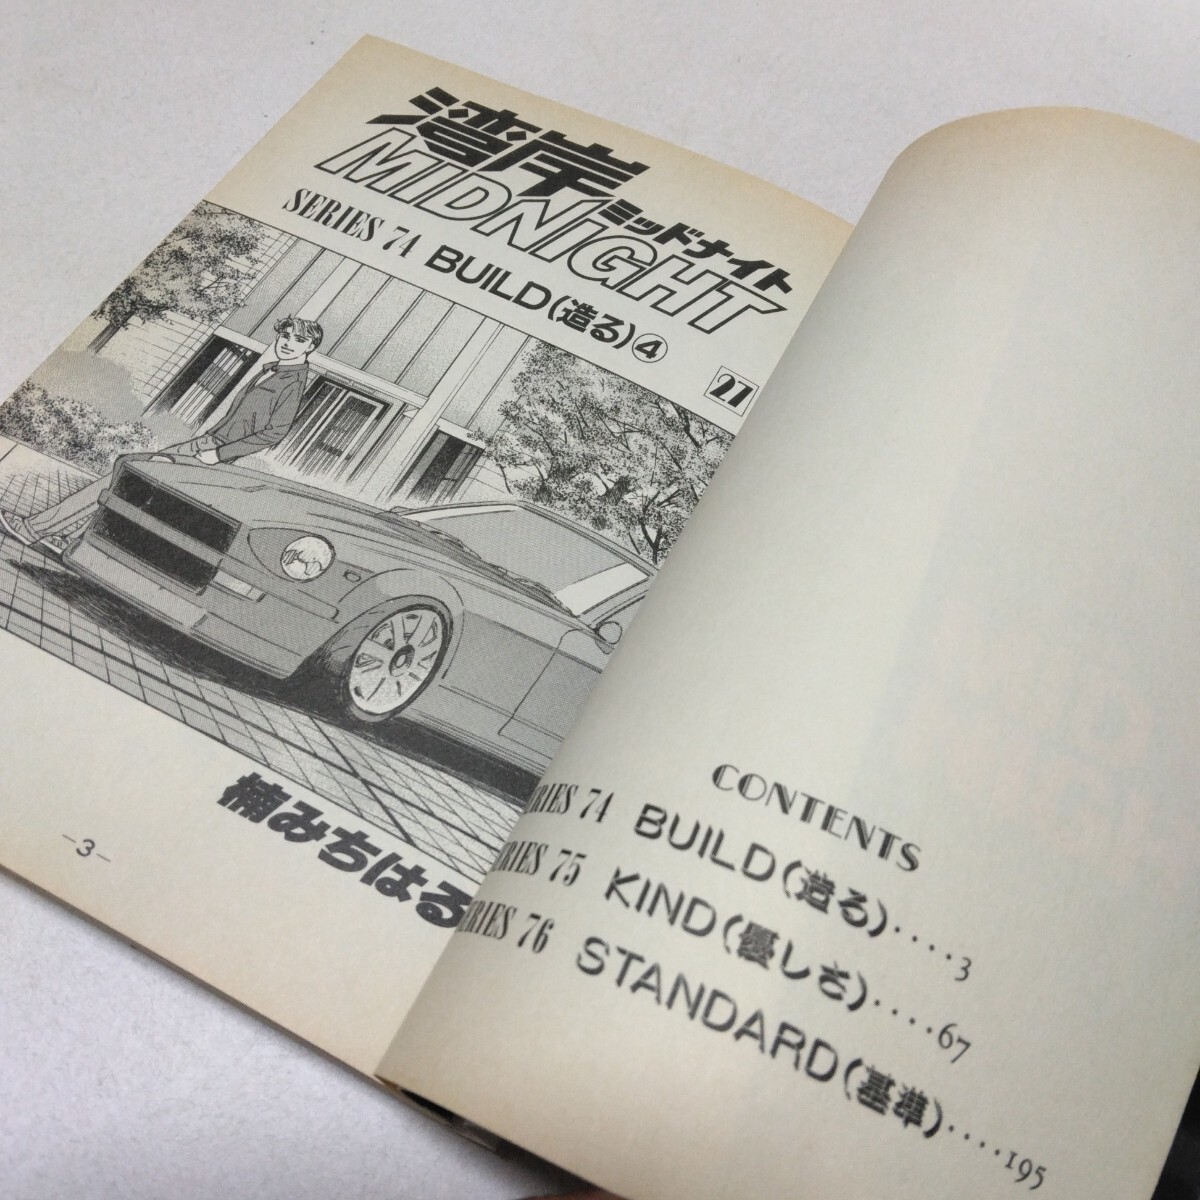 湾岸
ミッドナイト
MIDNiGHT
SERIES 74 BUILD(造る)④
27
楠みちはる
–3–
CONTENTS
RIES 74 BUILD(造る)‥‥3
RIES 75 KIND(優しさ)‥‥67
ERIES 76 STANDARD(基準)‥‥195